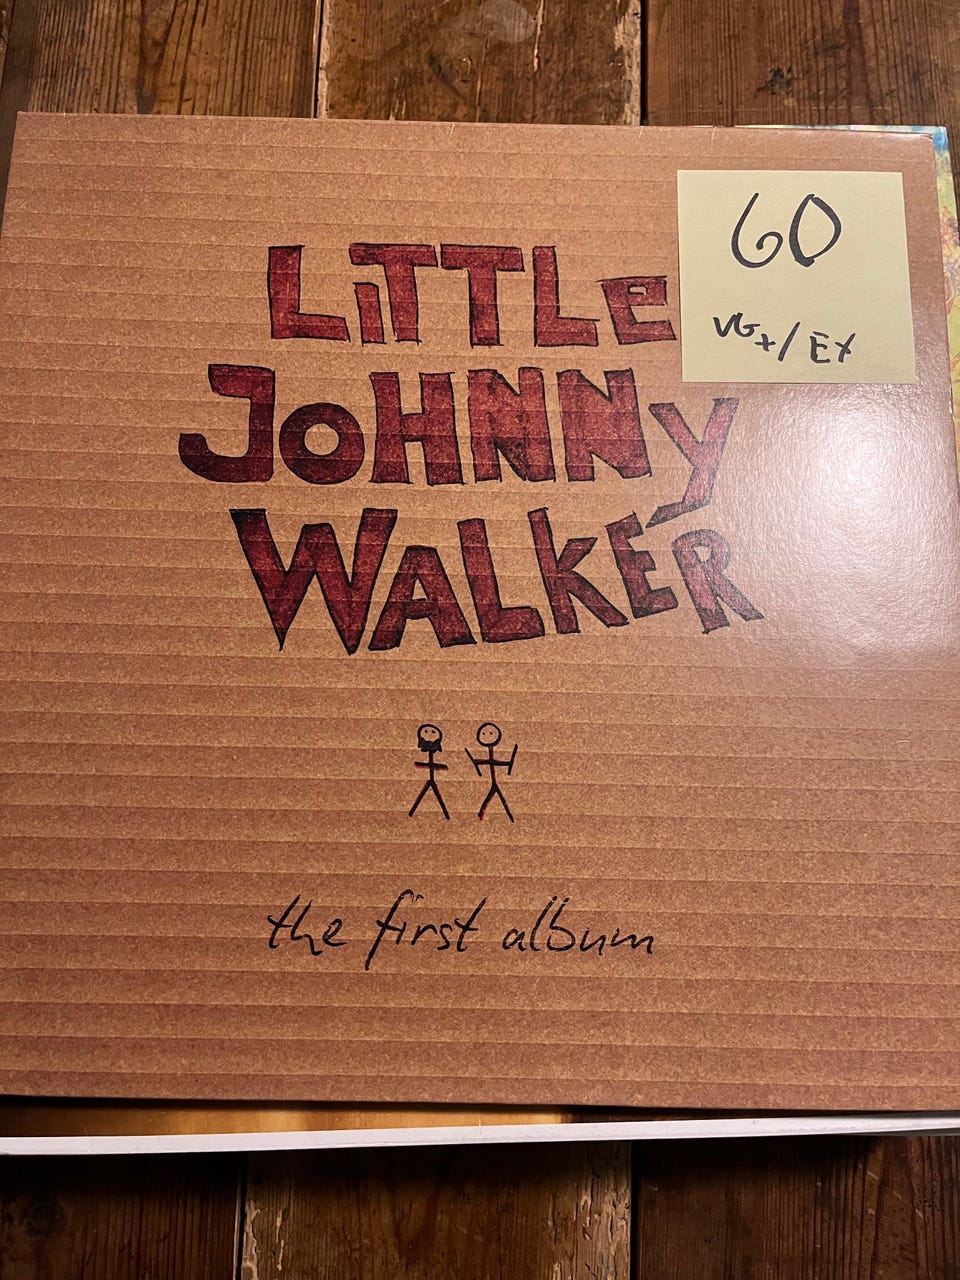 60
VG+/EX
LiTTLe
JoHNNy
WALKER
the first album